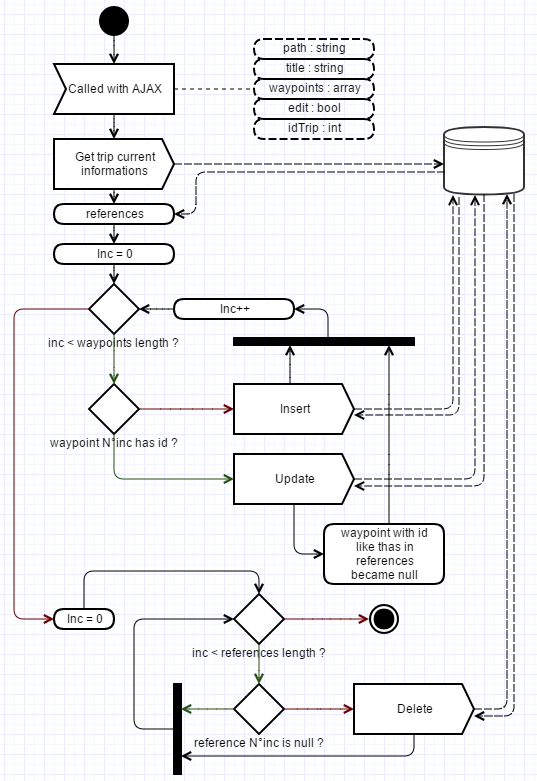 path : string
title : string
Called with AJAX
waypoints : array
edit : bool
idTrip : int
Get trip current
informations
references
Inc = 0
Inc++
inc < waypoints length ?
Insert
waypoint N°inc has id ?
Update
waypoint with id
like thas in
references
became null
Inc = 0
inc < references length ?
Delete
reference N°inc is null ?